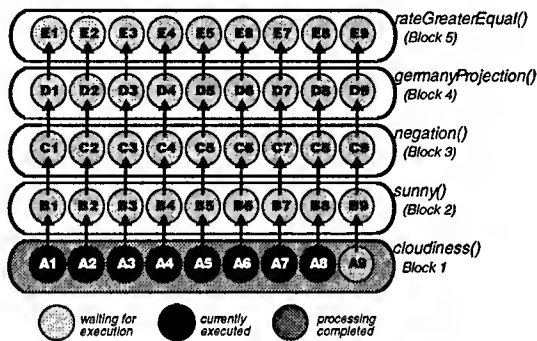 E1 E2 E3 E4 E5 E6 E7 E8 E9
rateGreaterEqual()
(Block 5)
D1 D2 D3 D4 D5 D6 D7 D8 D9
germanyProjection()
(Block 4)
C1 C2 C3 C4 C5 C6 C7 C8 C9
negation()
(Block 3)
B1 B2 B3 B4 B5 B6 B7 B8 B9
sunny()
(Block 2)
A1 A2 A3 A4 A5 A6 A7 A8 A9
cloudiness()
Block 1
waiting for execution
currently executed
processing completed